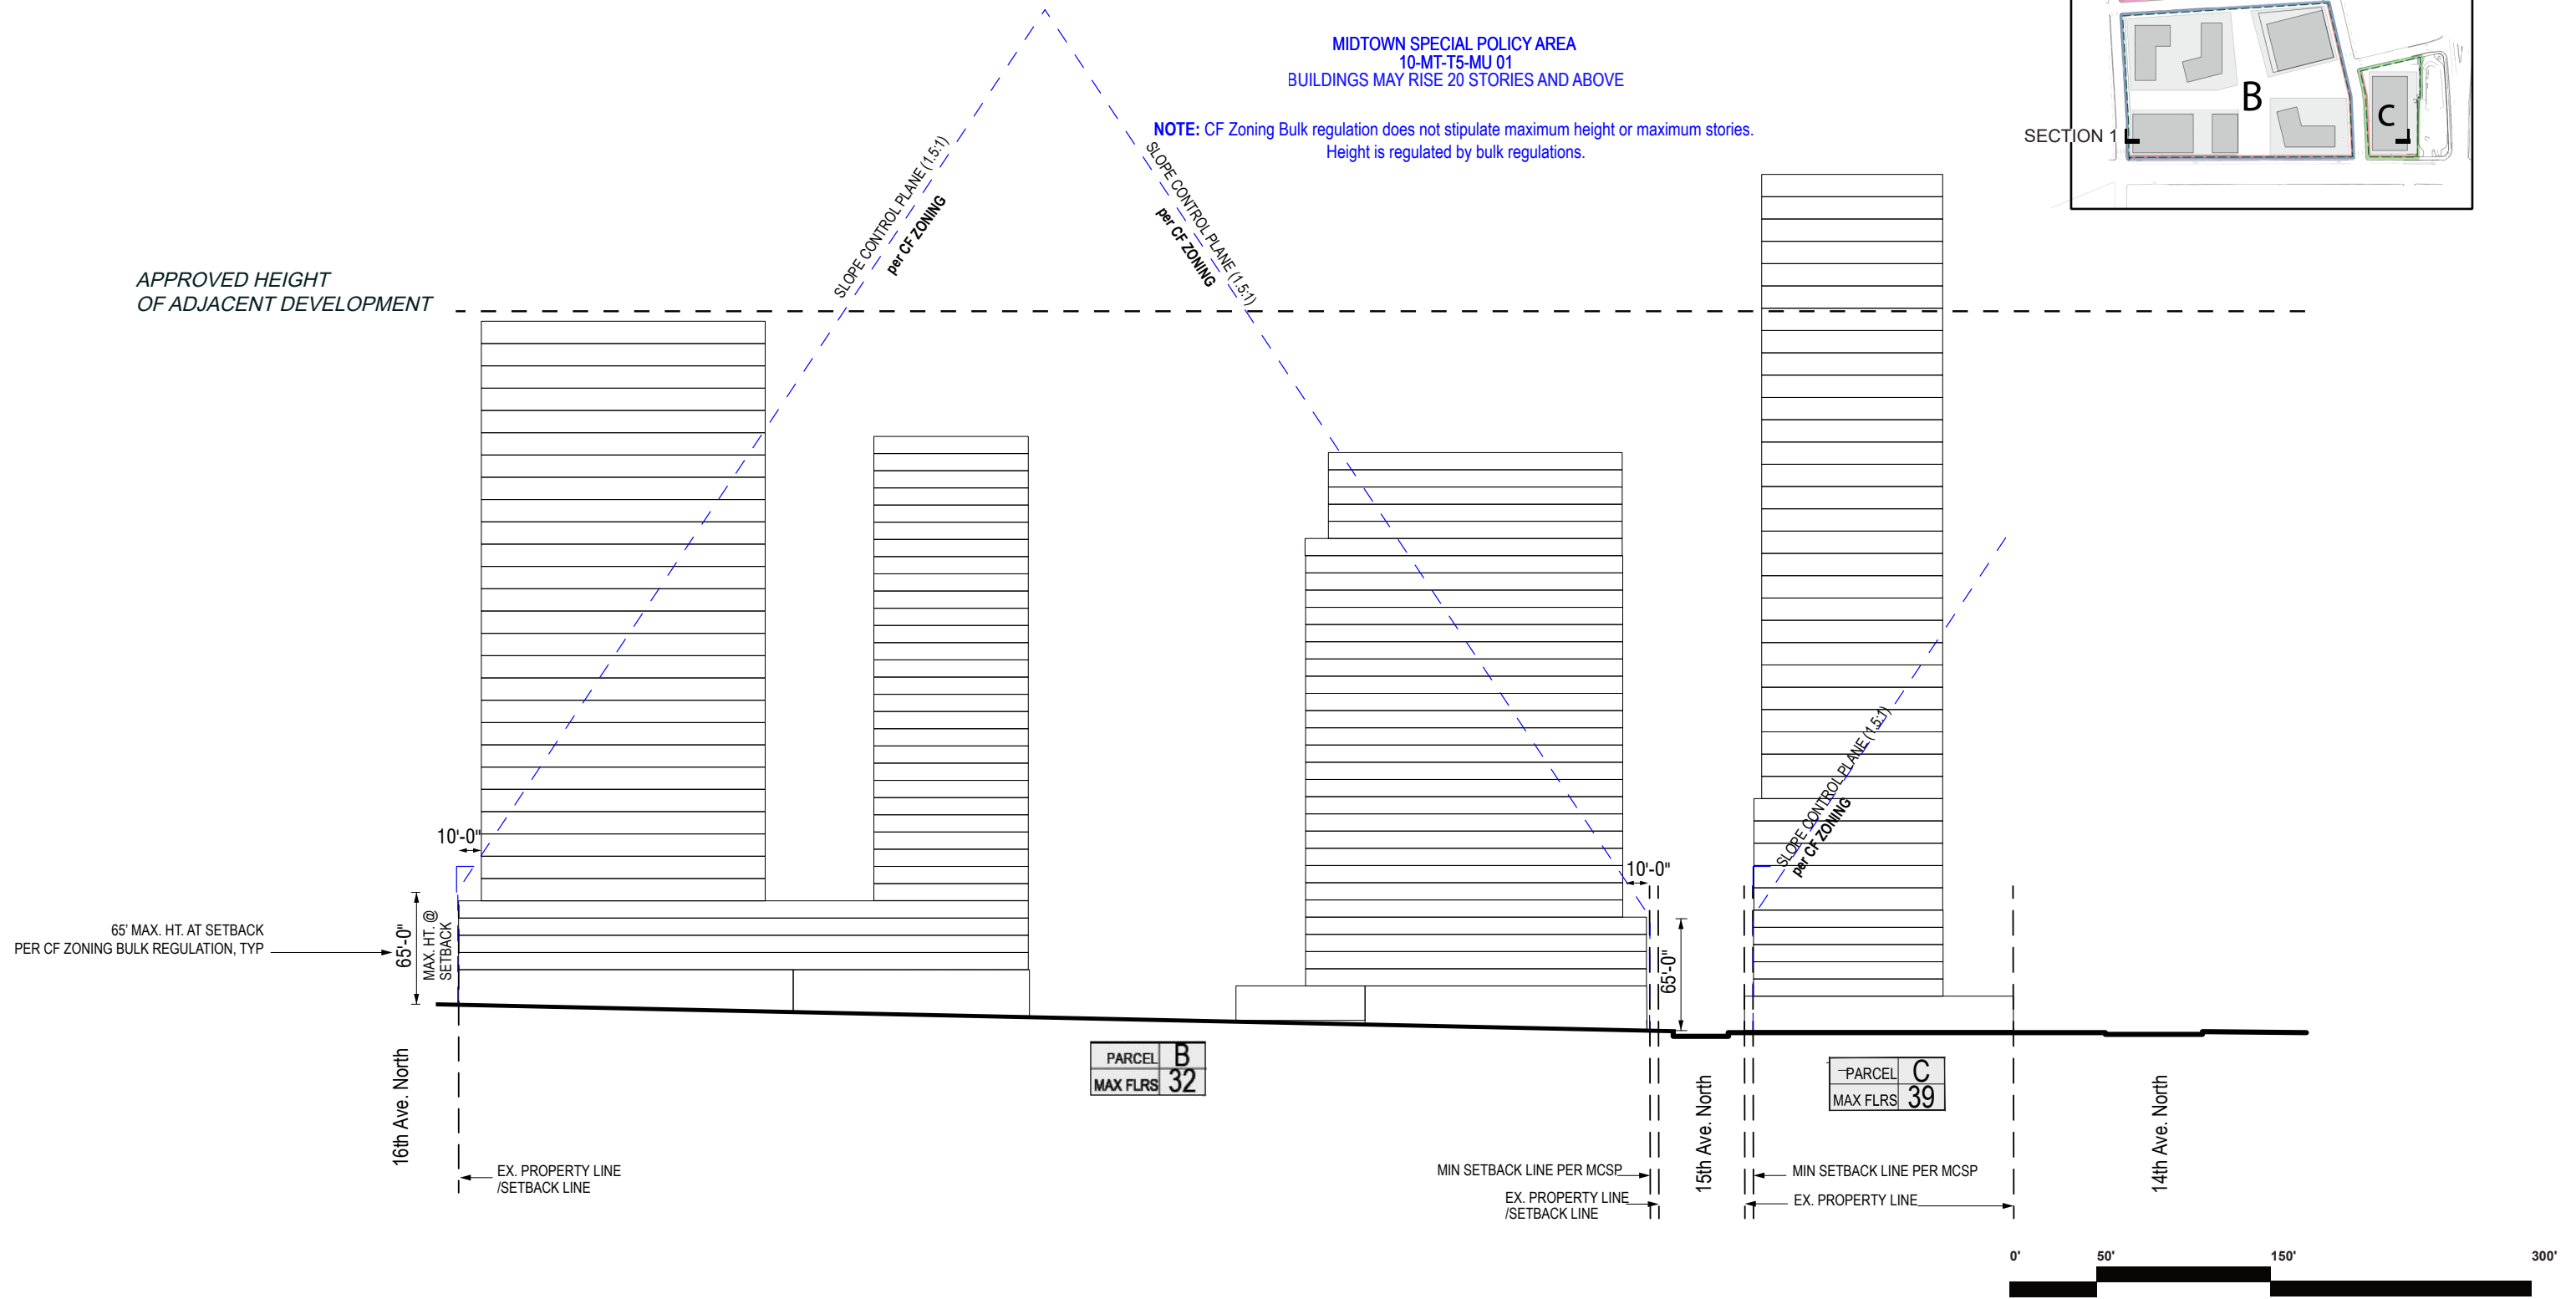 MIDTOWN SPECIAL POLICY AREA
10-MT-T5-MU 01
BUILDINGS MAY RISE 20 STORIES AND ABOVE
NOTE: CF Zoning Bulk regulation does not stipulate maximum height or maximum stories.
Height is regulated by bulk regulations.
B
C
SECTION 1
SLOPE CONTROL PLANE (1.5:1)
per CF ZONING
SLOPE CONTROL PLANE (1.5:1)
per CF ZONING
APPROVED HEIGHT
OF ADJACENT DEVELOPMENT
SLOPE CONTROL PLANE (1.5:1)
per CF ZONING
10'-0"
10'-0"
65' MAX. HT. AT SETBACK
PER CF ZONING BULK REGULATION, TYP
65'-0"
MAX. HT. @
SETBACK
65'-0"
PARCEL B
MAX FLRS 32
PARCEL C
MAX FLRS 39
16th Ave. North
15th Ave. North
14th Ave. North
EX. PROPERTY LINE
/SETBACK LINE
MIN SETBACK LINE PER MCSP
EX. PROPERTY LINE
/SETBACK LINE
MIN SETBACK LINE PER MCSP
EX. PROPERTY LINE
0' 50' 150' 300'